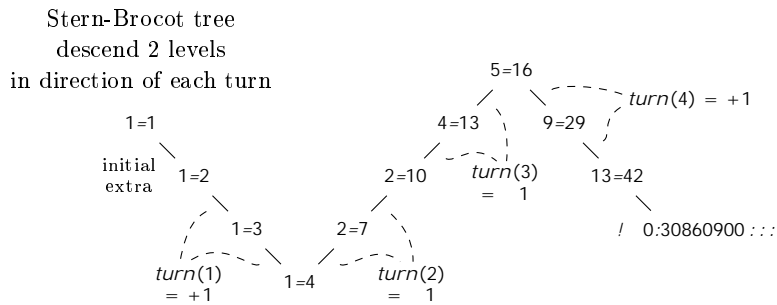 Stern-Brocot tree
descend 2 levels
in direction of each turn
5=16
1=1
4=13
9=29
turn(4) = +1
initial
extra
1=2
2=10
turn(3)
= 1
13=42
1=3
2=7
! 0:30860900 : : :
turn(1)
= +1
1=4
turn(2)
= 1